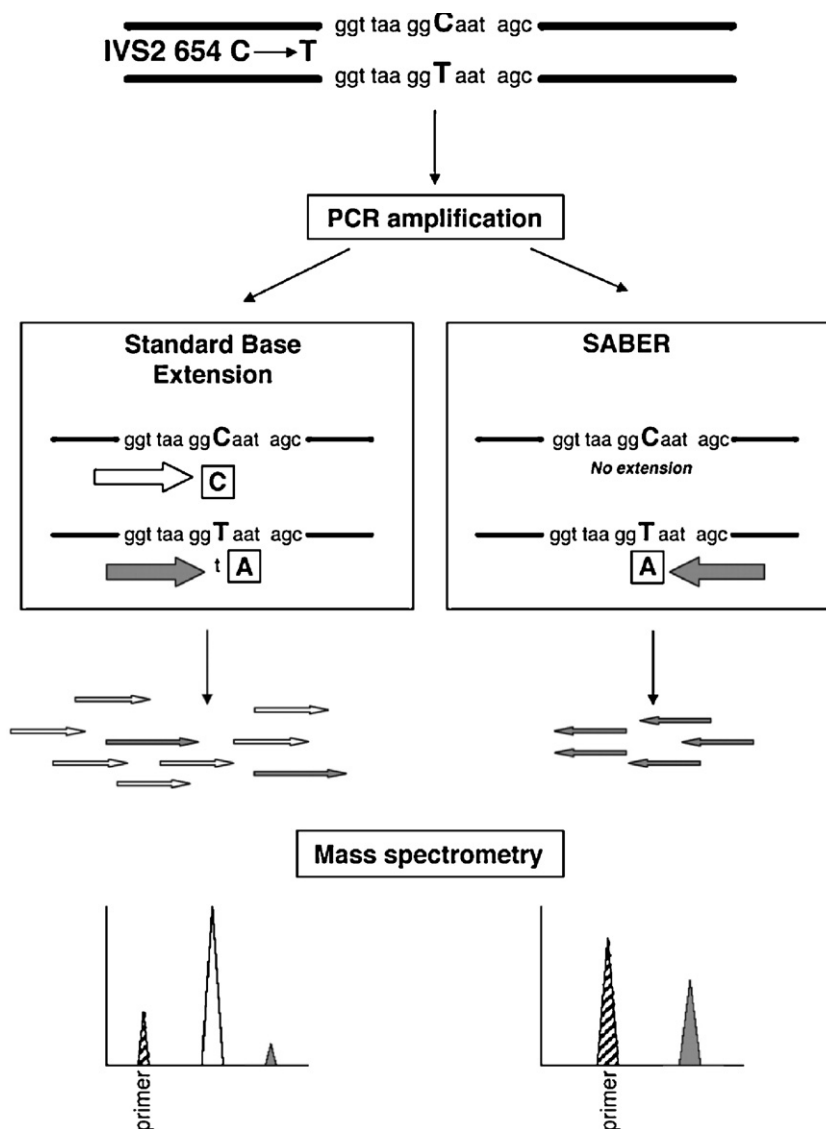 ggt taa ggCaat agc
IVS2 654 C→T
ggt taa ggTaat agc
PCR amplification
Standard Base
Extension
ggt taa ggCaat agc
C
ggt taa ggTaat agc
t A
SABER
ggt taa ggCaat agc
No extension
ggt taa ggTaat agc
A
Mass spectrometry
primer
primer